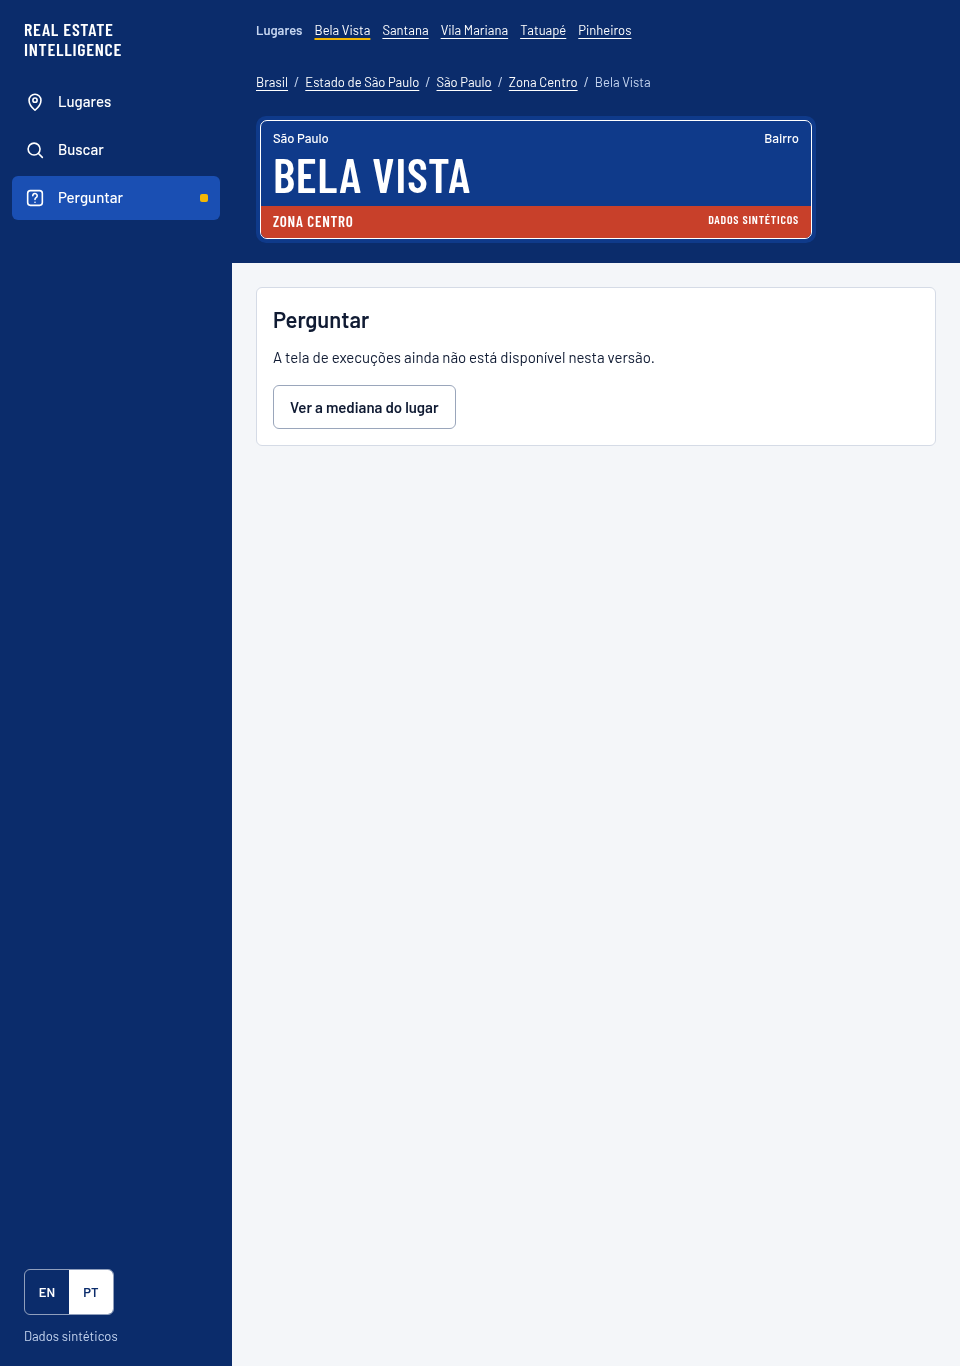 REAL ESTATE
INTELLIGENCE
Lugares
Buscar
Perguntar
EN
PT
Dados sintéticos
Lugares Bela Vista Santana Vila Mariana Tatuapé Pinheiros
Brasil / Estado de São Paulo / São Paulo / Zona Centro / Bela Vista
São Paulo
Bairro
BELA VISTA
ZONA CENTRO
DADOS SINTÉTICOS
Perguntar
A tela de execuções ainda não está disponível nesta versão.
Ver a mediana do lugar